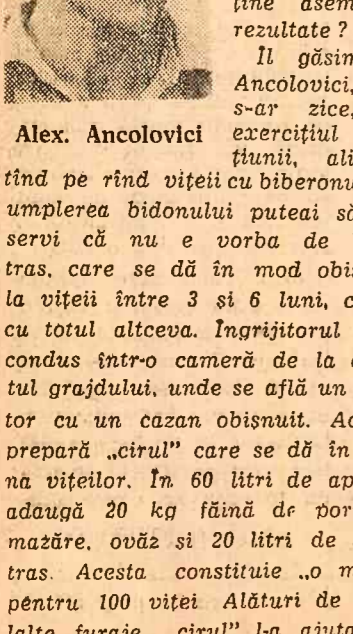 ține asem
rezultate ?
Îl găsim
Ancolovici,
s-ar zice,
Alex. Ancolovici exercițiul
țiunii, ali
tînd pe rînd viței cu biberonu
umplerea bidonului puteai să
servi că nu e vorba de
tras, care se dă în mod obiș
la viței între 3 și 6 luni, c
cu totul altceva. Îngrijitorul
condus într-o cameră de la
tul grajdului, unde se află un
tor cu un cazan obișnuit. Ac
prepară „cirul” care se dă în
na vițeilor. În 60 litri de ap
adaugă 20 kg făină de por
mazăre, ovăz și 20 litri de
tras. Acesta constituie „o m
pentru 100 viței Alături de
lalte furaje „cirul” l-a ajuta